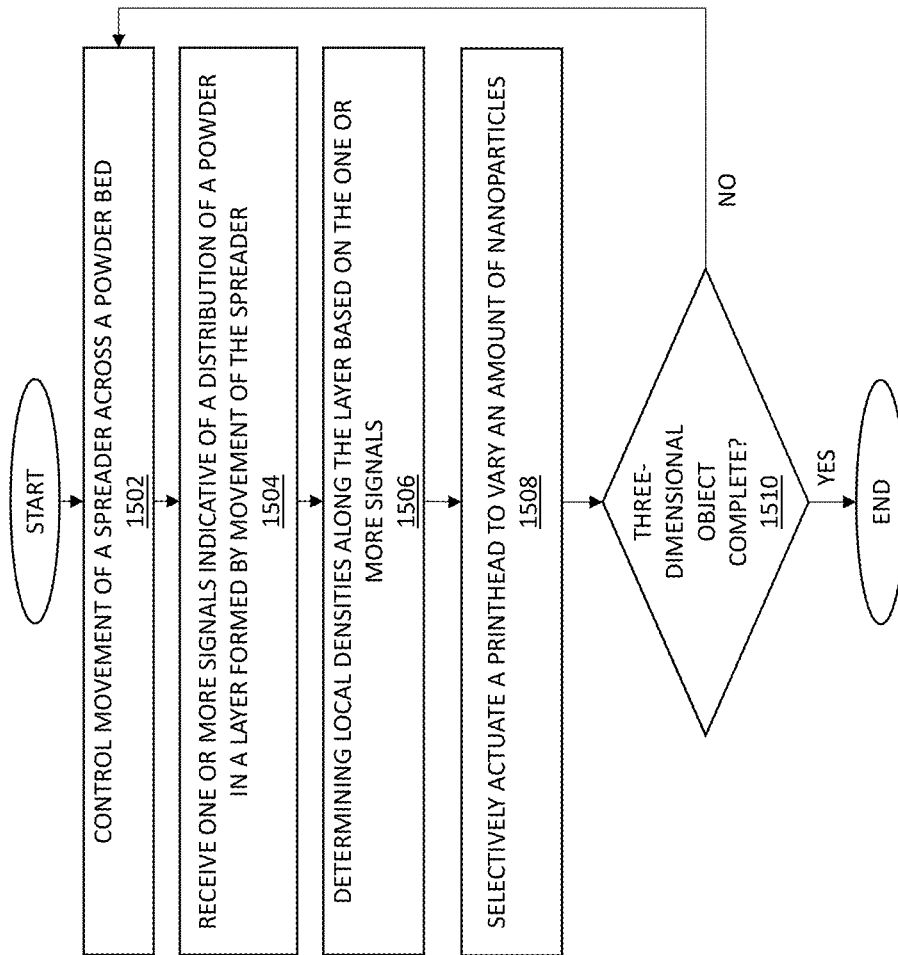 START
CONTROL MOVEMENT OF A SPREADER ACROSS A POWDER BED
1502
RECEIVE ONE OR MORE SIGNALS INDICATIVE OF A DISTRIBUTION OF A POWDER
IN A LAYER FORMED BY MOVEMENT OF THE SPREADER
1504
DETERMINING LOCAL DENSITIES ALONG THE LAYER BASED ON THE ONE OR
MORE SIGNALS
1506
SELECTIVELY ACTUATE A PRINTHEAD TO VARY AN AMOUNT OF NANOPARTICLES
1508
THREE-
DIMENSIONAL
OBJECT
COMPLETE?
1510
NO
YES
END